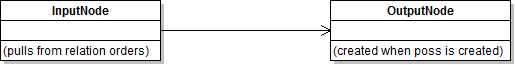 InputNode
(pulls from relation orders)
OutputNode
(created when poss is created)